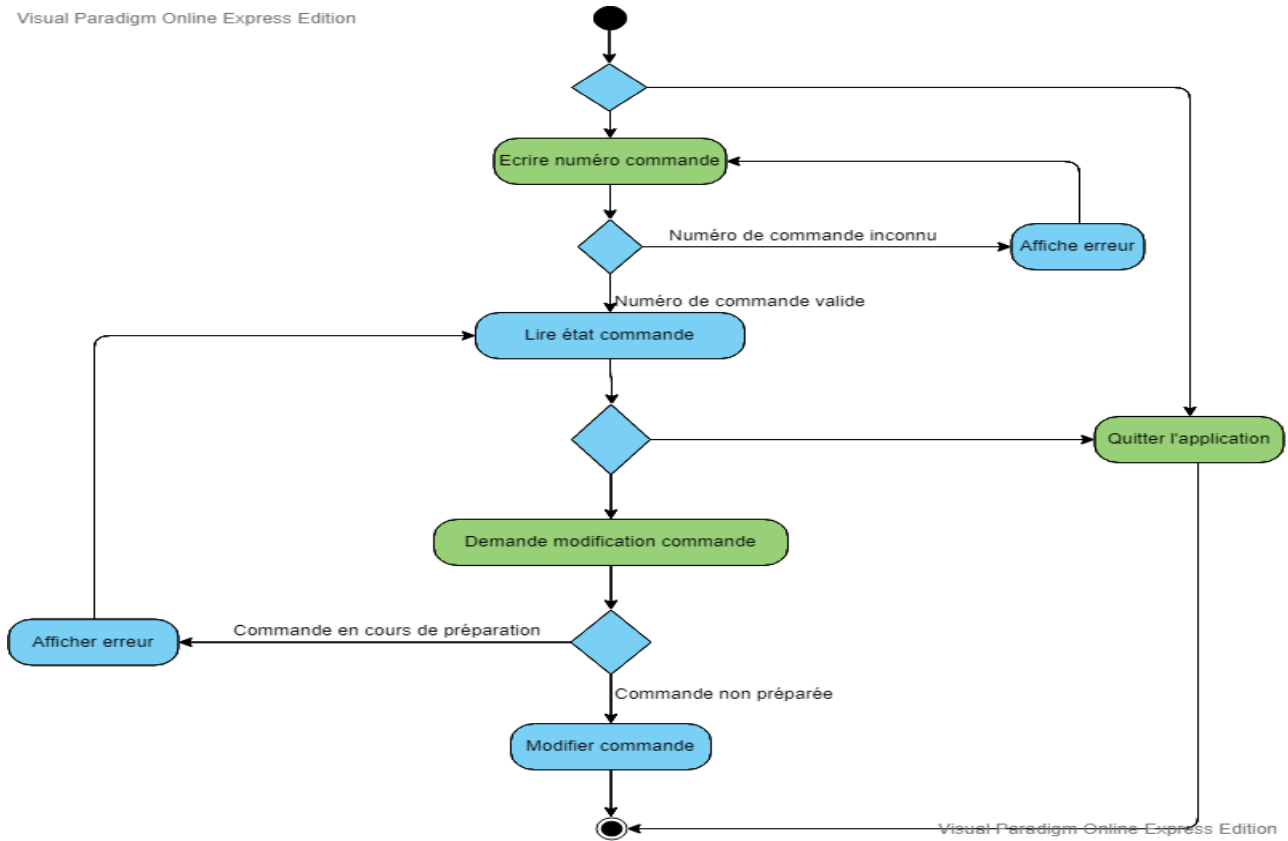 Visual Paradigm Online Express Edition
Ecrire numéro commande
Numéro de commande inconnu
Affiche erreur
Numéro de commande valide
Lire état commande
Quitter l'application
Demande modification commande
Commande en cours de préparation
Afficher erreur
Commande non préparée
Modifier commande
Visual Paradigm Online Express Edition